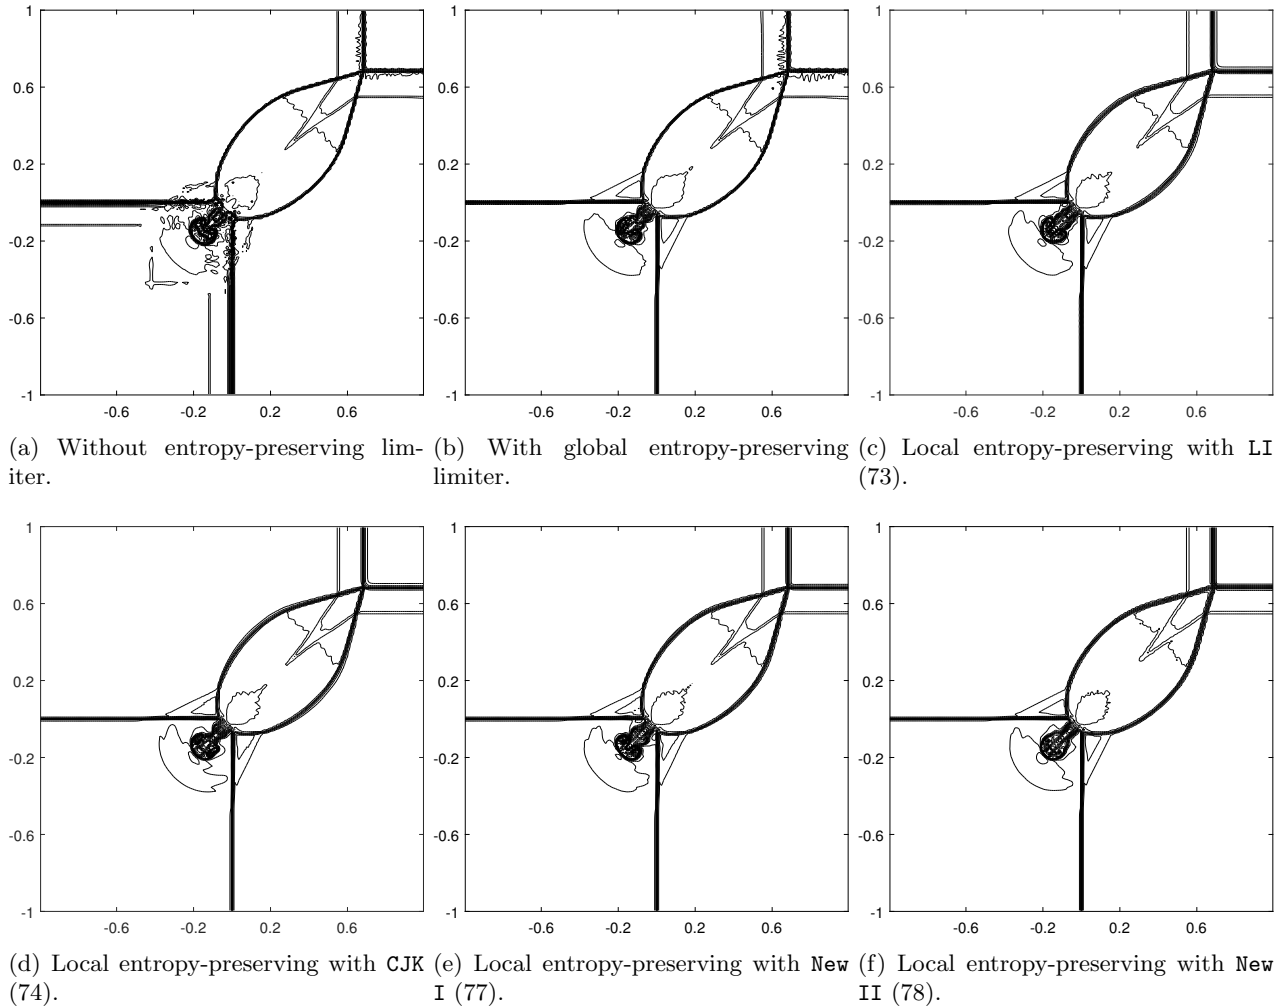 1
0.6
0.2
-0.2
-0.6
-1
-0.6 -0.2 0.2 0.6
1
0.6
0.2
-0.2
-0.6
-1
-0.6 -0.2 0.2 0.6
1
0.6
0.2
-0.2
-0.6
-1
-0.6 -0.2 0.2 0.6
(a) Without entropy-preserving lim-
iter.
(b) With global entropy-preserving
limiter.
(c) Local entropy-preserving with LI
(73).
1
0.6
0.2
-0.2
-0.6
-1
-0.6 -0.2 0.2 0.6
1
0.6
0.2
-0.2
-0.6
-1
-0.6 -0.2 0.2 0.6
1
0.6
0.2
-0.2
-0.6
-1
-0.6 -0.2 0.2 0.6
(d) Local entropy-preserving with CJK
(74).
(e) Local entropy-preserving with New
I (77).
(f) Local entropy-preserving with New
II (78).